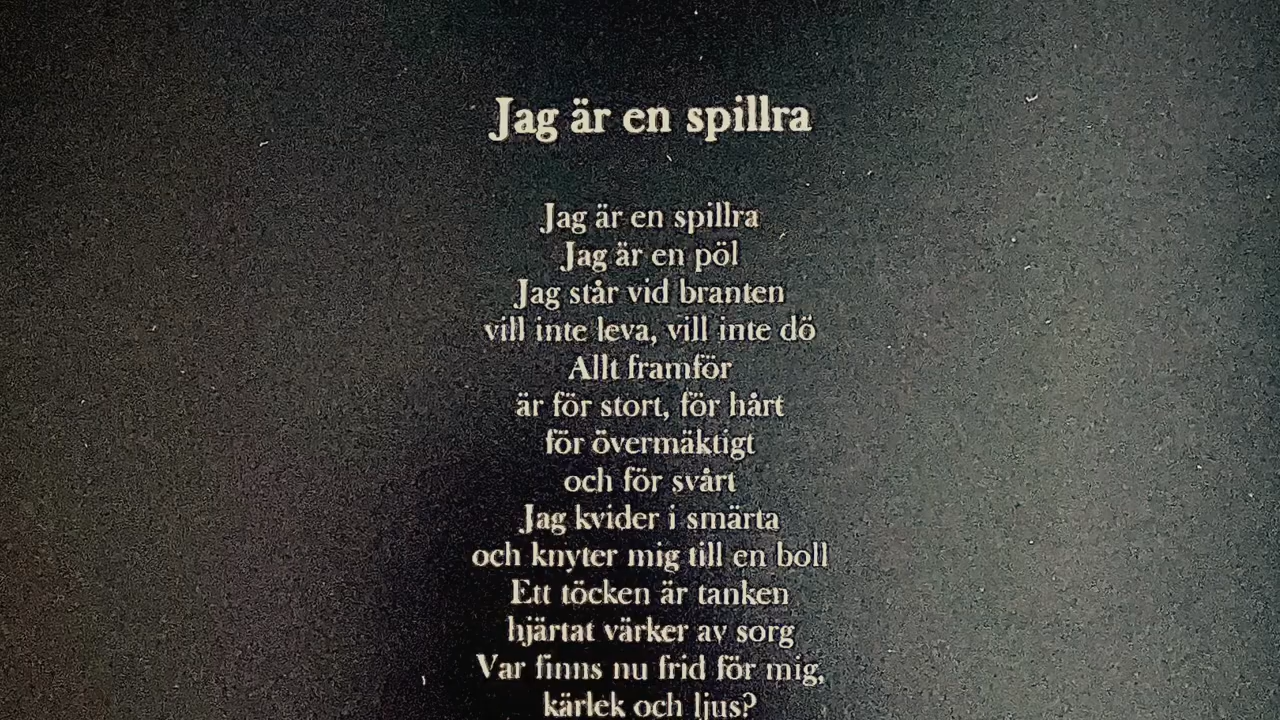 Jag är en spillra
Jag är en spillra
Jag är en pöl
Jag står vid branten
vill inte leva, vill inte dö
Allt framför
är för stort, för hårt
för övermäktigt
och för svårt
Jag kvider i smärta
och knyter mig till en boll
Ett töcken är tanken
hjärtat värker av sorg
Var finns nu frid för mig,
kärlek och ljus?